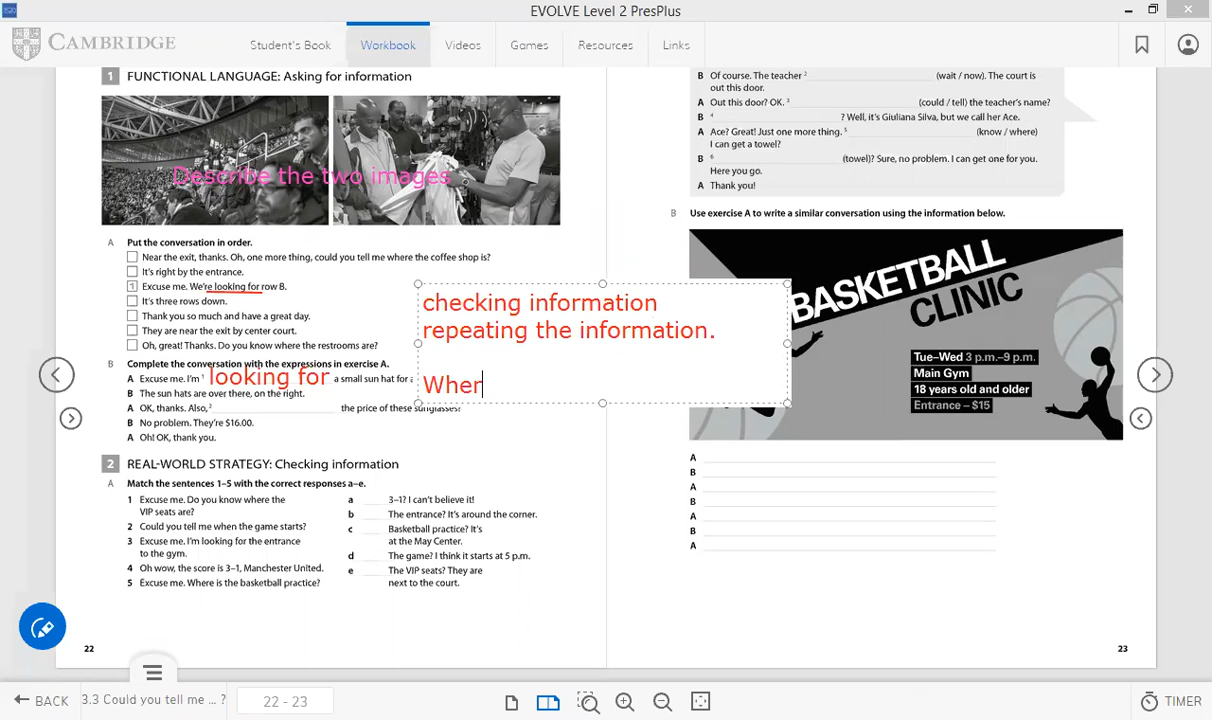 EVOLVE Level 2 PresPlus
CAMBRIDGE
Student's Book
Workbook
Videos
Games
Resources
Links
1 FUNCTIONAL LANGUAGE: Asking for information
Describe the two images
A Put the conversation in order.
Near the exit, thanks. Oh, one more thing, could you tell me where the coffee shop is?
It's right by the entrance.
1 Excuse me. We're looking for row B.
It's three rows down.
Thank you so much and have a great day.
They are near the exit by center court.
Oh, great! Thanks. Do you know where the restrooms are?
B Complete the conversation with the expressions in exercise A.
A Excuse me. I'm 1 looking for a small sun hat for a
B The sun hats are over there, on the right.
A OK, thanks. Also, 2 the price of these sunglasses?
B No problem. They're $16.00.
A Oh! OK, thank you.
checking information
repeating the information.
Wher
2 REAL-WORLD STRATEGY: Checking information
A Match the sentences 1–5 with the correct responses a–e.
1 Excuse me. Do you know where the
VIP seats are?
2 Could you tell me when the game starts?
3 Excuse me. I'm looking for the entrance
to the gym.
4 Oh wow, the score is 3–1, Manchester United.
5 Excuse me. Where is the basketball practice?
a 3–1? I can't believe it!
b The entrance? It's around the corner.
c Basketball practice? It's
at the May Center.
d The game? I think it starts at 5 p.m.
e The VIP seats? They are
next to the court.
22
B Of course. The teacher 2 (wait / now). The court is
out this door.
A Out this door? OK. 3 (could / tell) the teacher's name?
B 4 ? Well, it's Giuliana Silva, but we call her Ace.
A Ace? Great! Just one more thing. 5 (know / where)
I can get a towel?
B 6 (towel)? Sure, no problem. I can get one for you.
Here you go.
A Thank you!
B Use exercise A to write a similar conversation using the information below.
BASKETBALL
CLINIC
Tue–Wed 3 p.m.–9 p.m.
Main Gym
18 years old and older
Entrance – $15
A
B
A
B
A
B
A
23
BACK
3.3 Could you tell me ... ?
22 - 23
TIMER